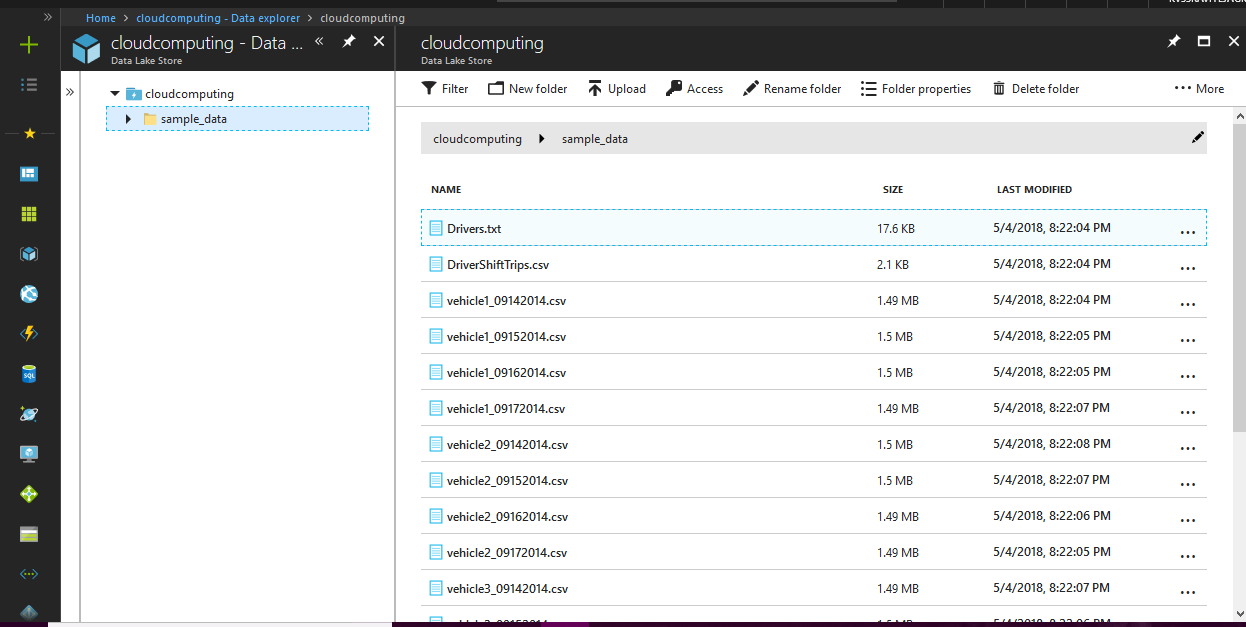 Home > cloudcomputing - Data explorer > cloudcomputing
cloudcomputing - Data ...
Data Lake Store
cloudcomputing
Data Lake Store
Filter New folder Upload Access Rename folder Folder properties Delete folder More
cloudcomputing
sample_data
cloudcomputing sample_data
NAME SIZE LAST MODIFIED
Drivers.txt 17.6 KB 5/4/2018, 8:22:04 PM
DriverShiftTrips.csv 2.1 KB 5/4/2018, 8:22:04 PM
vehicle1_09142014.csv 1.49 MB 5/4/2018, 8:22:04 PM
vehicle1_09152014.csv 1.5 MB 5/4/2018, 8:22:05 PM
vehicle1_09162014.csv 1.5 MB 5/4/2018, 8:22:05 PM
vehicle1_09172014.csv 1.49 MB 5/4/2018, 8:22:07 PM
vehicle2_09142014.csv 1.5 MB 5/4/2018, 8:22:08 PM
vehicle2_09152014.csv 1.5 MB 5/4/2018, 8:22:07 PM
vehicle2_09162014.csv 1.49 MB 5/4/2018, 8:22:06 PM
vehicle2_09172014.csv 1.49 MB 5/4/2018, 8:22:05 PM
vehicle3_09142014.csv 1.49 MB 5/4/2018, 8:22:07 PM
SQL